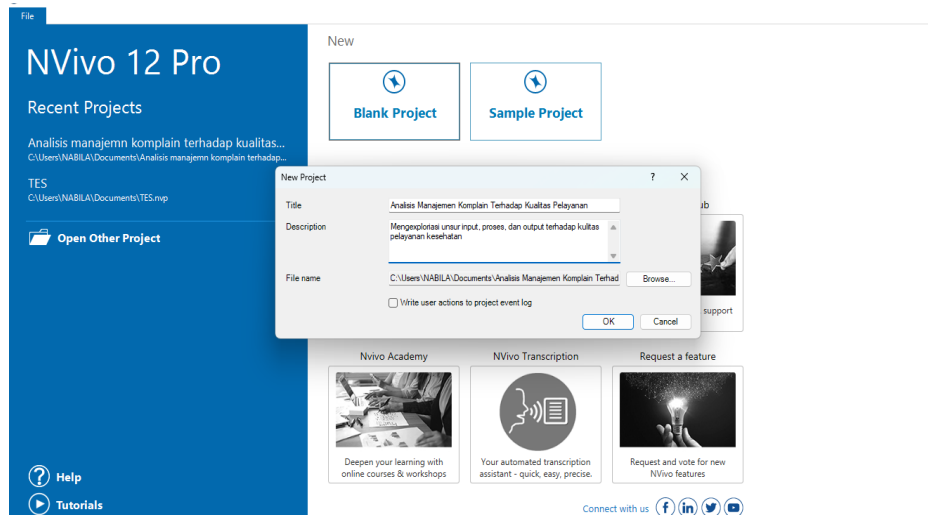 File
NVivo 12 Pro
Recent Projects
Analisis manajemn komplain terhadap kualitas...
C:\Users\NABILA\Documents\Analisis manajemn komplain terhadap...
TES
C:\Users\NABILA\Documents\TES.nvp
Open Other Project
Help
Tutorials
New
Blank Project
Sample Project
New Project
?
X
Title
Analisis Manajemen Komplain Terhadap Kualitas Pelayanan
Description
Mengexplorasi unsur input, proses, dan output terhadap kulitas
pelayanan kesehatan
File name
C:\Users\NABILA\Documents\Analisis Manajemen Komplain Terhad
Browse...
Write user actions to project event log
OK
Cancel
ub
support
Nvivo Academy
NVivo Transcription
Request a feature
Deepen your learning with
online courses & workshops
Your automated transcription
assistant - quick, easy, precise.
Request and vote for new
NVivo features
Connect with us